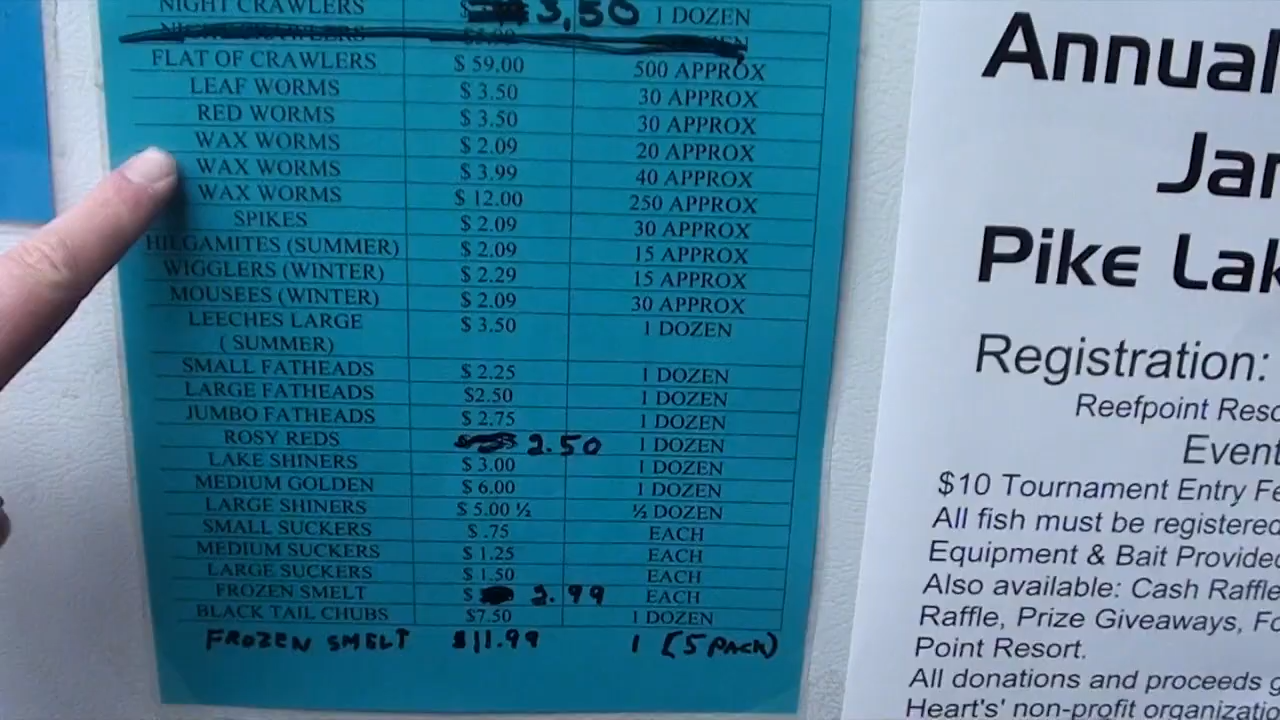 NIGHT CRAWLERS $ 3,50 1 DOZEN
FLAT OF CRAWLERS $ 59.00 500 APPROX
LEAF WORMS $ 3.50 30 APPROX
RED WORMS $ 3.50 30 APPROX
WAX WORMS $ 2.09 20 APPROX
WAX WORMS $ 3.99 40 APPROX
WAX WORMS $ 12.00 250 APPROX
SPIKES $ 2.09 30 APPROX
HILGAMITES (SUMMER) $ 2.09 15 APPROX
WIGGLERS (WINTER) $ 2.29 15 APPROX
MOUSEES (WINTER) $ 2.09 30 APPROX
LEECHES LARGE $ 3.50 1 DOZEN
( SUMMER)
SMALL FATHEADS $ 2.25 1 DOZEN
LARGE FATHEADS $2.50 1 DOZEN
JUMBO FATHEADS $ 2.75 1 DOZEN
ROSY REDS 2.50 1 DOZEN
LAKE SHINERS $ 3.00 1 DOZEN
MEDIUM GOLDEN $ 6.00 1 DOZEN
LARGE SHINERS $ 5.00 ½ ½ DOZEN
SMALL SUCKERS $ .75 EACH
MEDIUM SUCKERS $ 1.25 EACH
LARGE SUCKERS $ 1.50 EACH
FROZEN SMELT $ 2.99 EACH
BLACK TAIL CHUBS $7.50 1 DOZEN
FROZEN SMELT $11.99 1 (5 PACK)
Annual
Jan
Pike Lak
Registration:
Reefpoint Reso
Event
$10 Tournament Entry Fe
All fish must be registered
Equipment & Bait Provided
Also available: Cash Raffle
Raffle, Prize Giveaways, Fo
Point Resort.
All donations and proceeds g
Heart's' non-profit organizatio